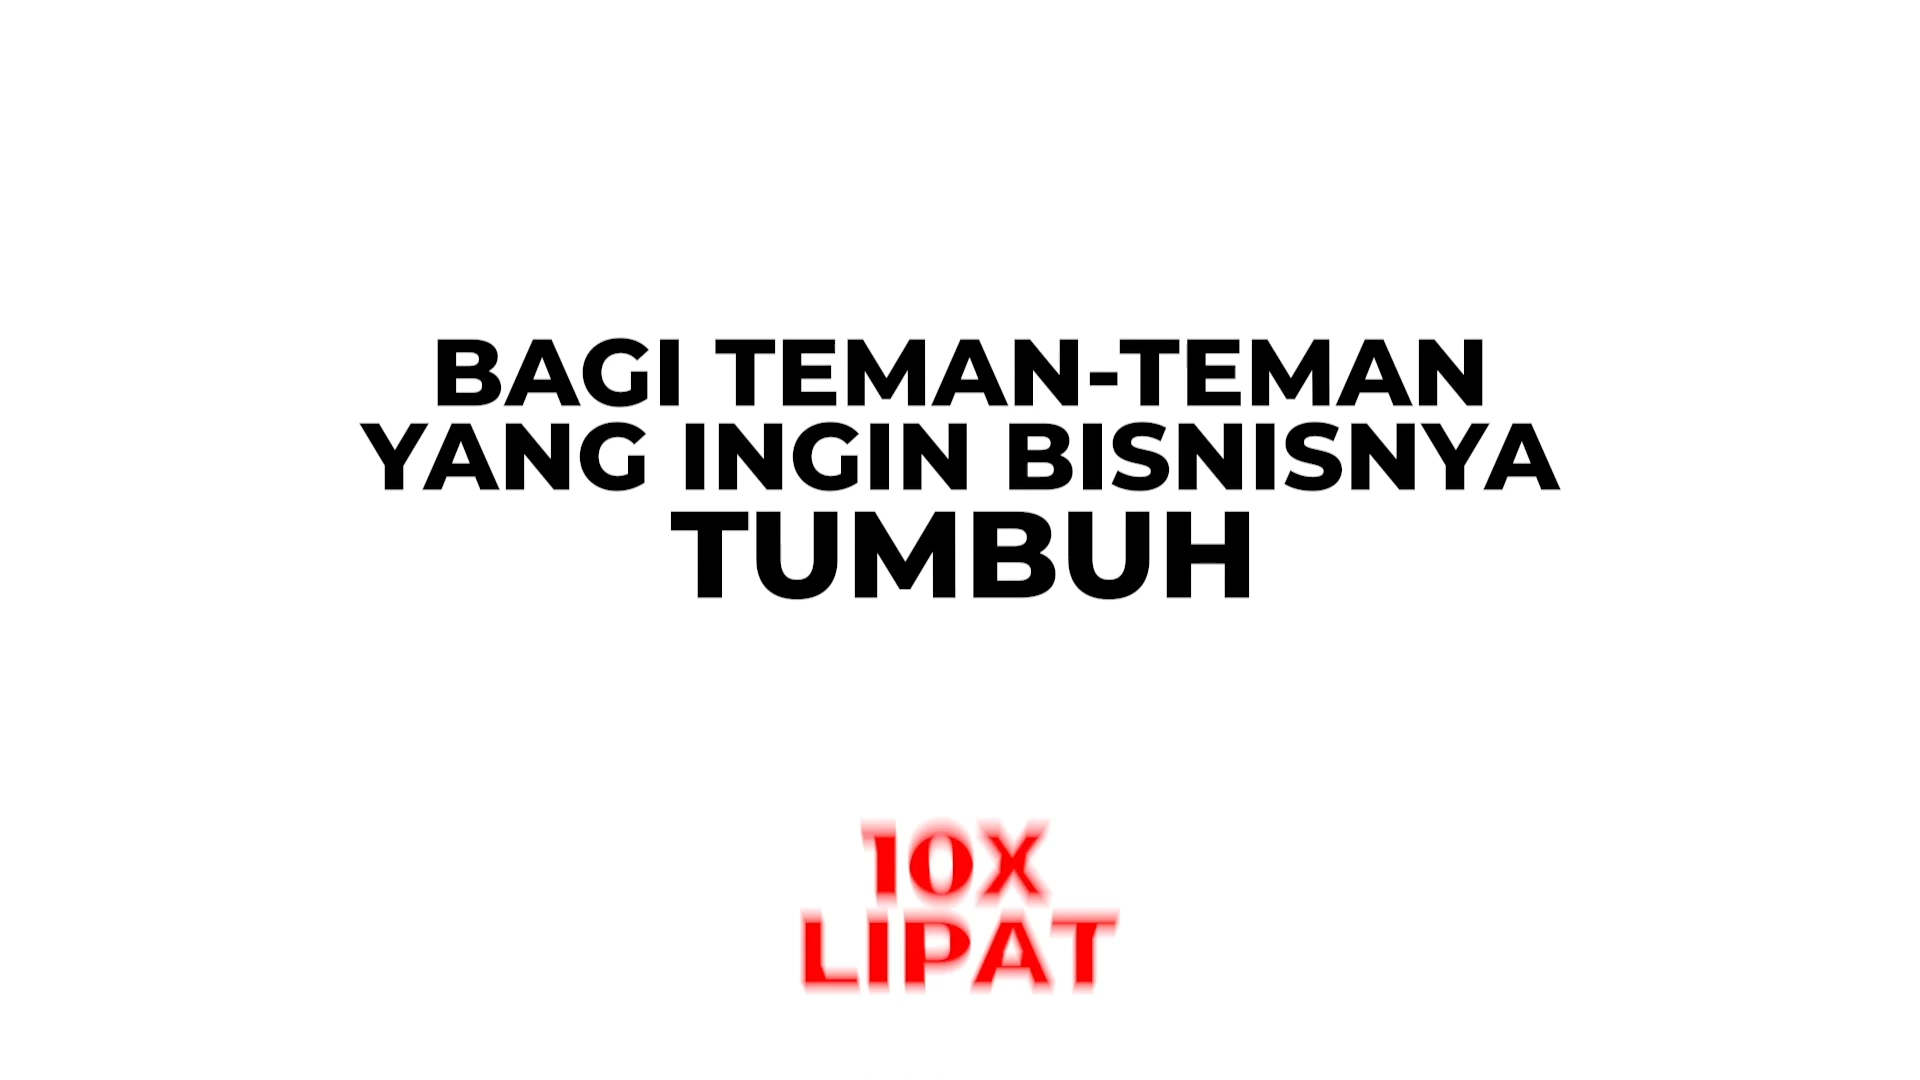 BAGI TEMAN-TEMAN
YANG INGIN BISNISNYA
TUMBUH
10X
LIPAT